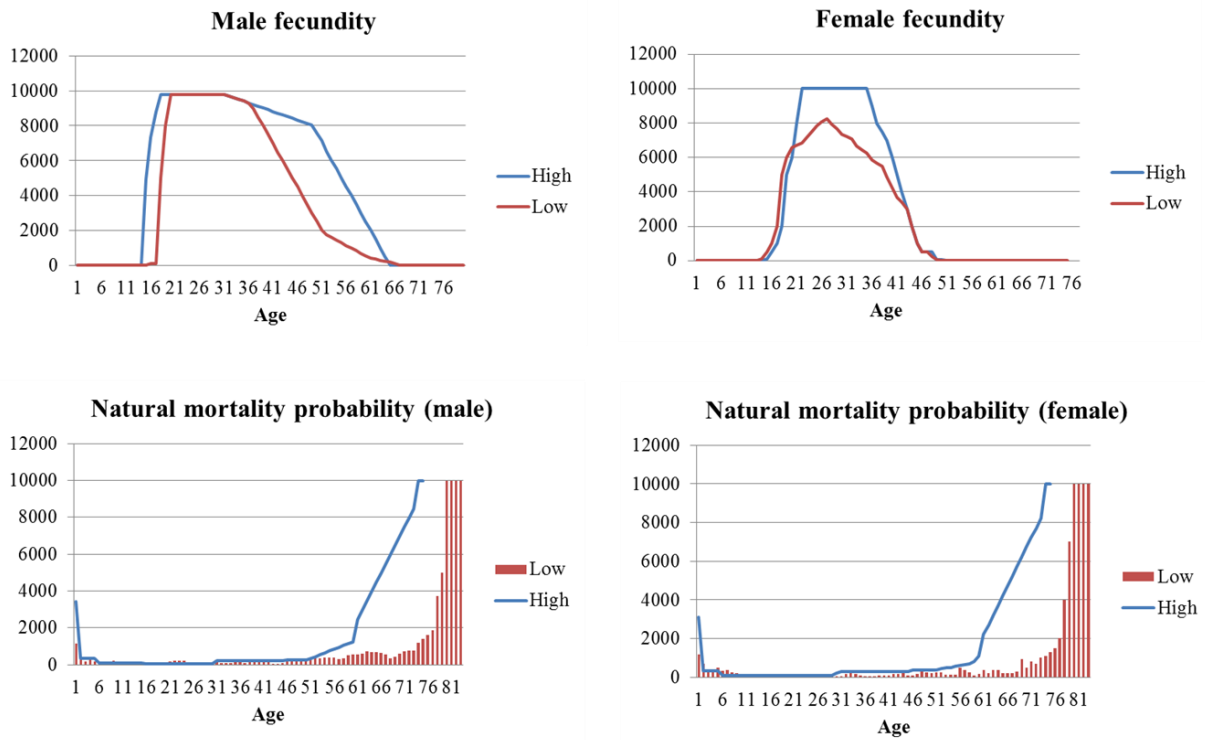 Male fecundity
12000
10000
8000
6000
4000
2000
0
1 6 11 16 21 26 31 36 41 46 51 56 61 66 71 76
Age
High
Low
Female fecundity
12000
10000
8000
6000
4000
2000
0
1 6 11 16 21 26 31 36 41 46 51 56 61 66 71 76
Age
High
Low
Natural mortality probability (male)
12000
10000
8000
6000
4000
2000
0
1 6 11 16 21 26 31 36 41 46 51 56 61 66 71 76 81
Age
Low
High
Natural mortality probability (female)
12000
10000
8000
6000
4000
2000
0
1 6 11 16 21 26 31 36 41 46 51 56 61 66 71 76 81
Age
Low
High